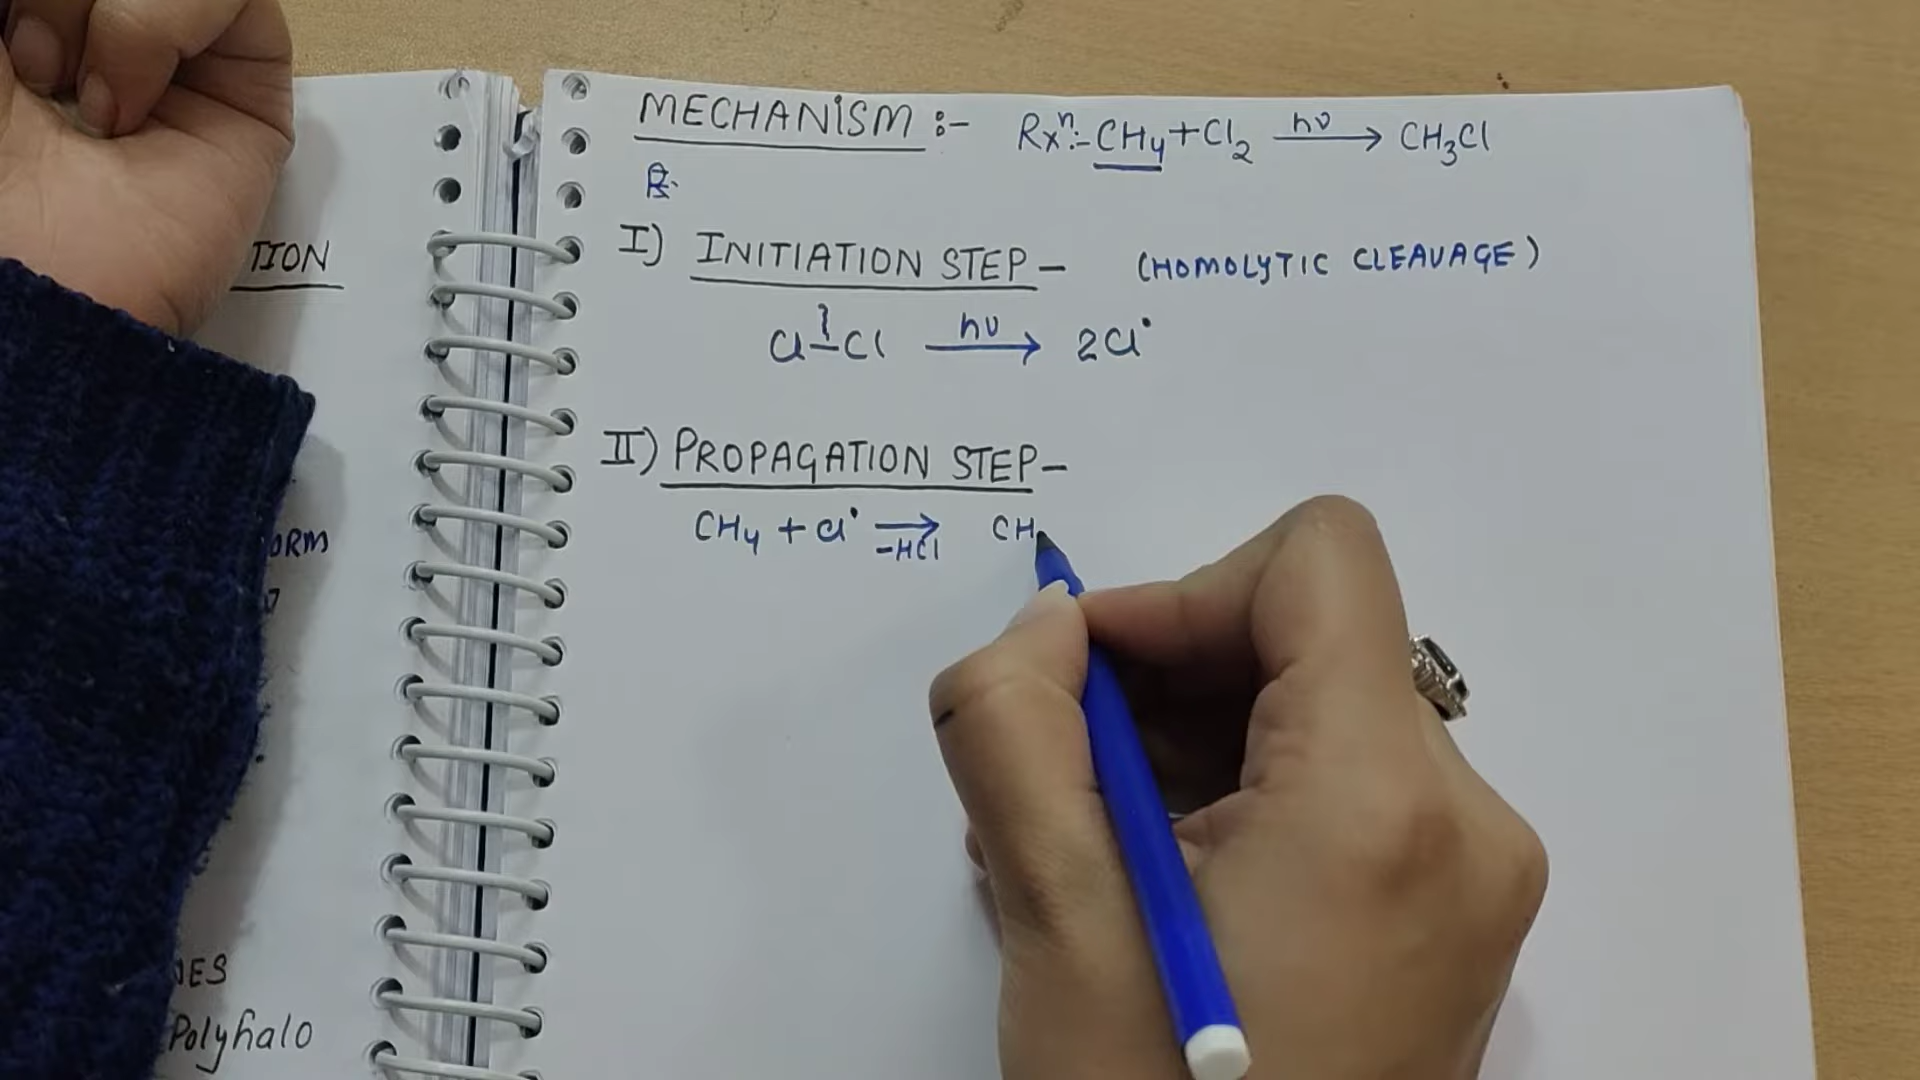 MECHANISM :- Rxⁿ:- CH₄ + Cl₂ hν → CH₃Cl
I) INITIATION STEP – (HOMOLYTIC CLEAVAGE)
Cl–Cl hν → 2Cl•
II) PROPAGATION STEP –
CH₄ + Cl• → -HCl CH
TION
ORM
ES
Polyhalo